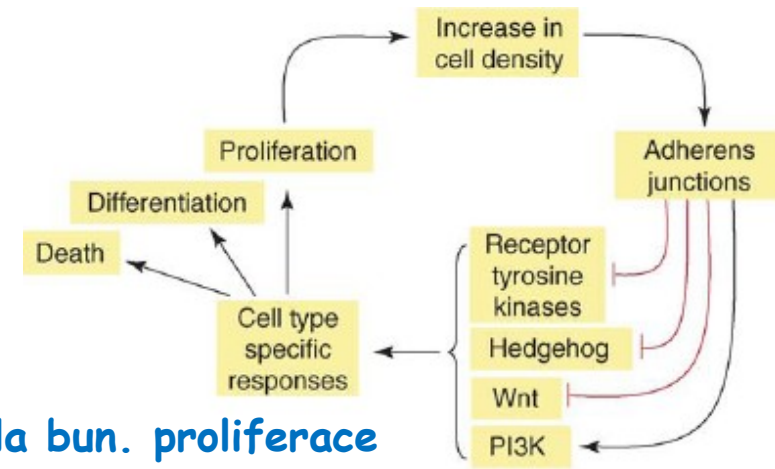 Increase in
cell density
Proliferation
Adherens
junctions
Differentiation
Death
Receptor
tyrosine
kinases
Cell type
specific
responses
Hedgehog
Wnt
PI3K
bun. proliferace